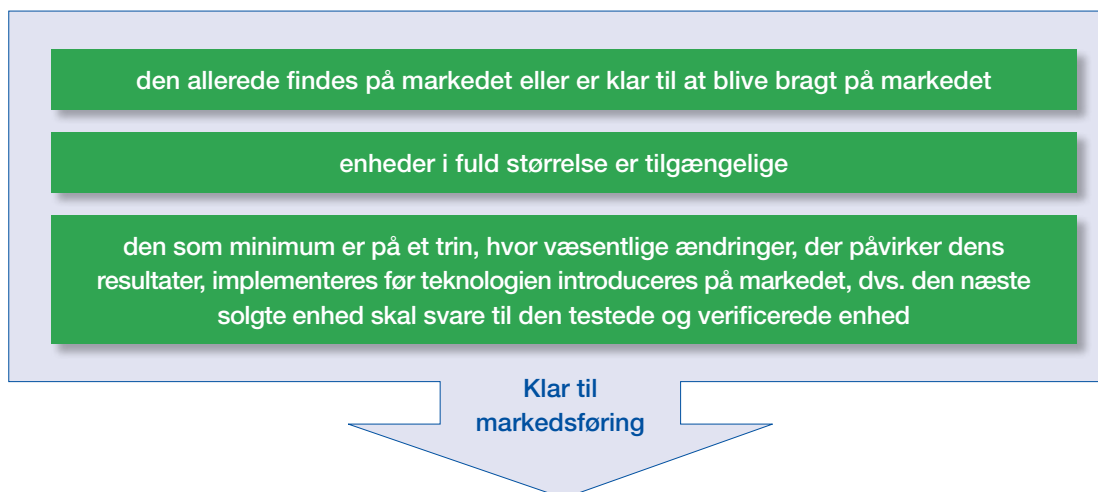 den allerede findes på markedet eller er klar til at blive bragt på markedet
enheder i fuld størrelse er tilgængelige
den som minimum er på et trin, hvor væsentlige ændringer, der påvirker dens
resultater, implementeres før teknologien introduceres på markedet, dvs. den næste
solgte enhed skal svare til den testede og verificerede enhed
Klar til
markedsføring